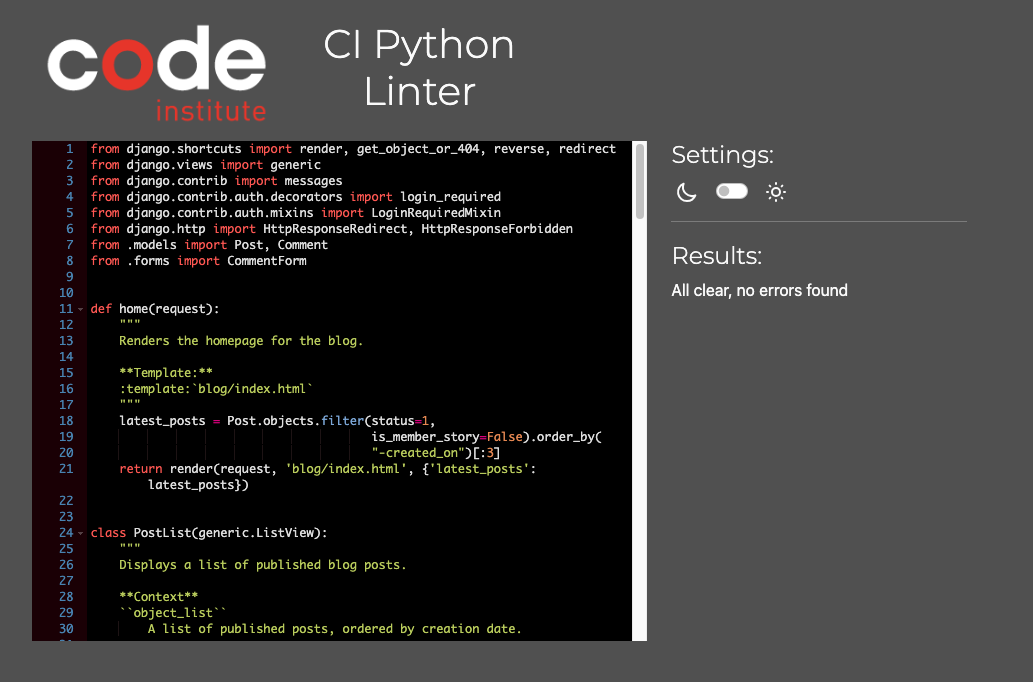 code
institute
CI Python
Linter
1 from django.shortcuts import render, get_object_or_404, reverse, redirect
2 from django.views import generic
3 from django.contrib import messages
4 from django.contrib.auth.decorators import login_required
5 from django.contrib.auth.mixins import LoginRequiredMixin
6 from django.http import HttpResponseRedirect, HttpResponseForbidden
7 from .models import Post, Comment
8 from .forms import CommentForm
9
10
11 def home(request):
12     """
13     Renders the homepage for the blog.
14
15     **Template:**
16     :template:`blog/index.html`
17     """
18     latest_posts = Post.objects.filter(status=1,
19                                        is_member_story=False).order_by(
20                                        "-created_on")[:3]
21     return render(request, 'blog/index.html', {'latest_posts':
        latest_posts})
22
23
24 class PostList(generic.ListView):
25     """
26     Displays a list of published blog posts.
27
28     **Context**
29     ``object_list``
30         A list of published posts, ordered by creation date.
Settings:
Results:
All clear, no errors found